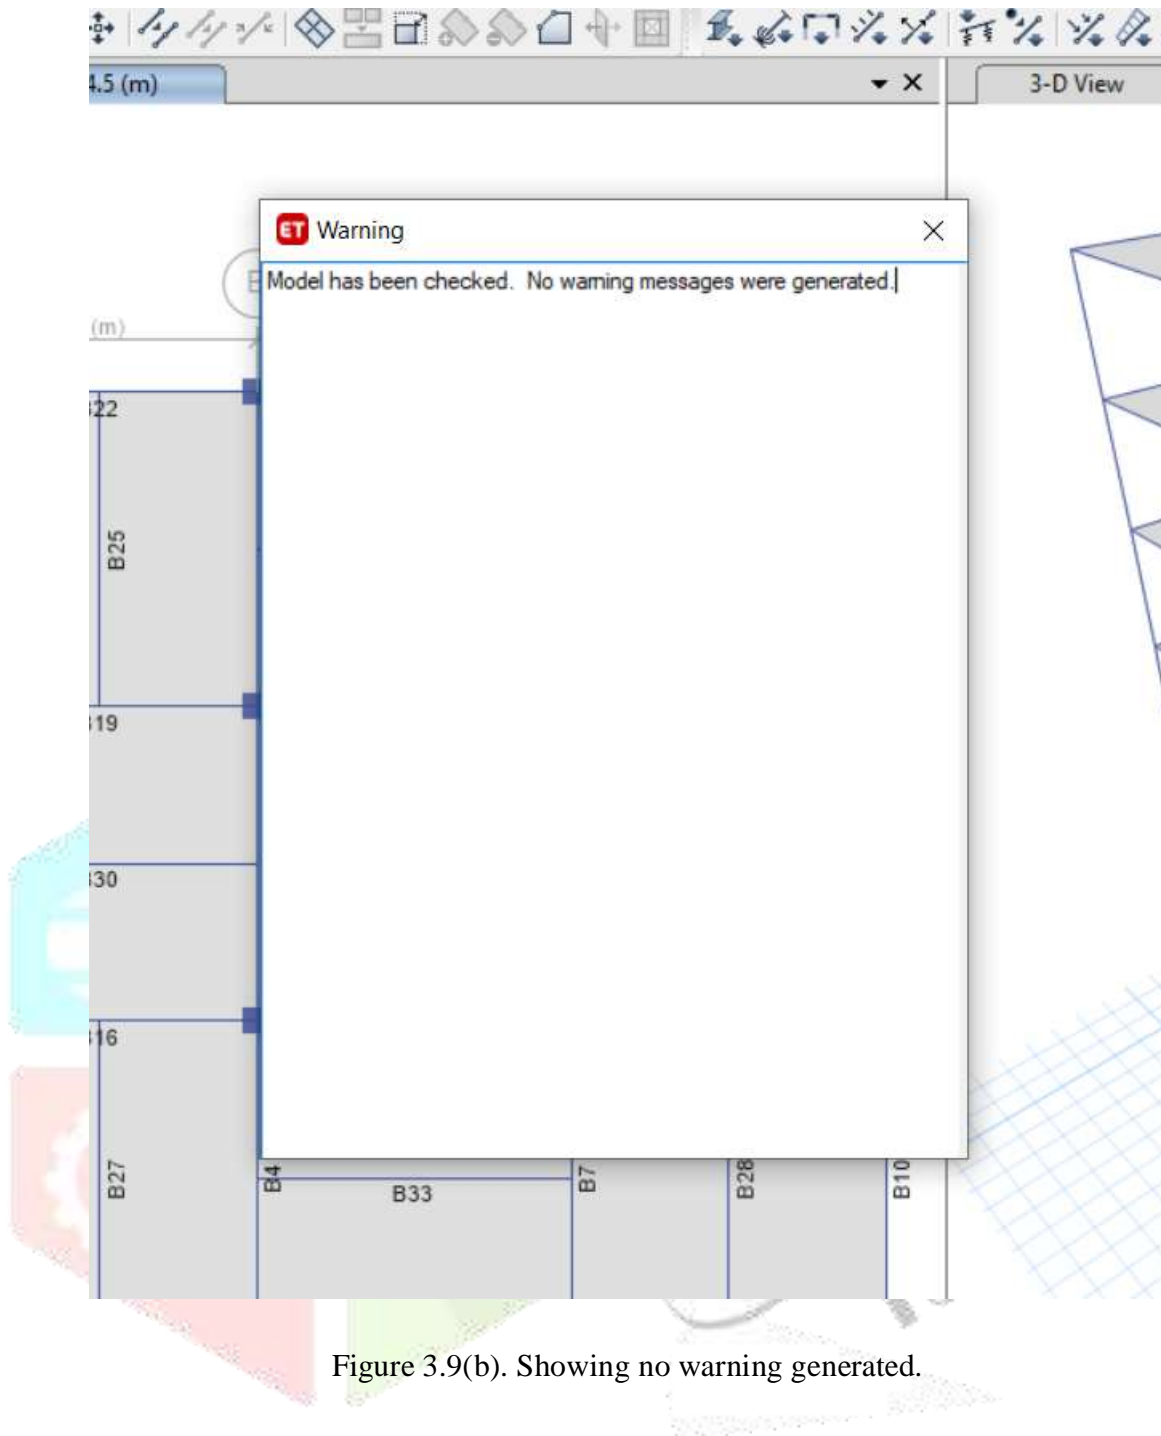 4.5 (m)
3-D View
ET Warning
Model has been checked.  No warning messages were generated.
(m)
B25
B27
B4
B33
B7
B28
B10
Figure 3.9(b). Showing no warning generated.